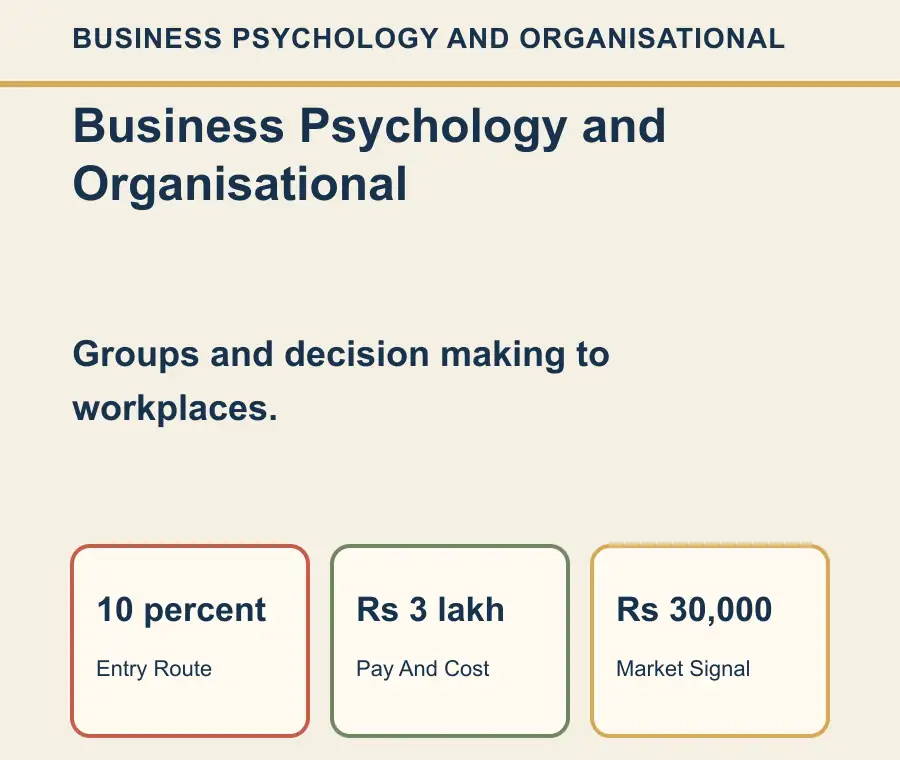 BUSINESS PSYCHOLOGY AND ORGANISATIONAL
Business Psychology and
Organisational
Groups and decision making to
workplaces.
10 percent
Entry Route
Rs 3 lakh
Pay And Cost
Rs 30,000
Market Signal